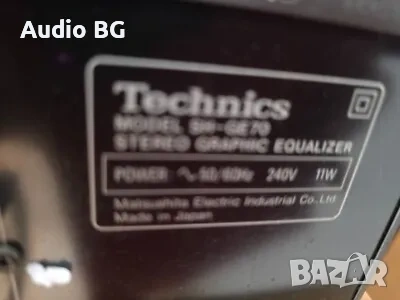 Audio BG
Technics
MODEL SH-GE70
STEREO GRAPHIC EQUALIZER
POWER ∿ 50/60Hz 240V 11W
Matsushita Electric Industrial Co., Ltd.
Made in Japan
BAZAR